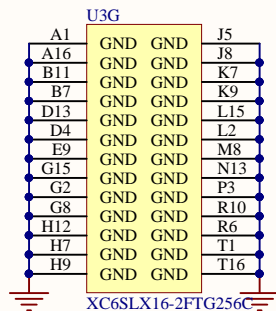 U3G
A1 GND GND J5
A16 GND GND J8
B11 GND GND K7
B7 GND GND K9
D13 GND GND L15
D4 GND GND L2
E9 GND GND M8
G15 GND GND N13
G2 GND GND P3
G8 GND GND R10
H12 GND GND R6
H7 GND GND T1
H9 GND GND T16
XC6SLX16-2FTG256C